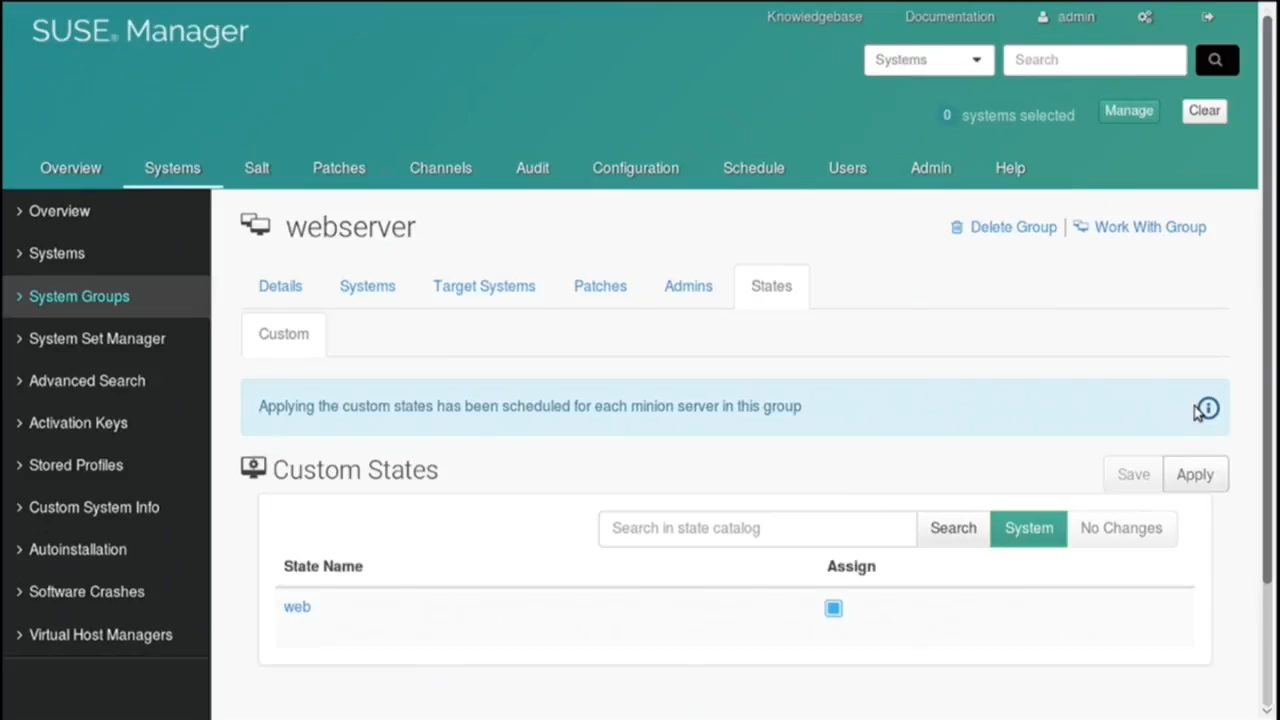 SUSE. Manager
Knowledgebase Documentation admin
Systems Search
0 systems selected Manage Clear
Overview Systems Salt Patches Channels Audit Configuration Schedule Users Admin Help
Overview
Systems
System Groups
System Set Manager
Advanced Search
Activation Keys
Stored Profiles
Custom System Info
Autoinstallation
Software Crashes
Virtual Host Managers
webserver
Delete Group | Work With Group
Details Systems Target Systems Patches Admins States
Custom
Applying the custom states has been scheduled for each minion server in this group
Custom States
Save Apply
Search in state catalog Search System No Changes
State Name Assign
web